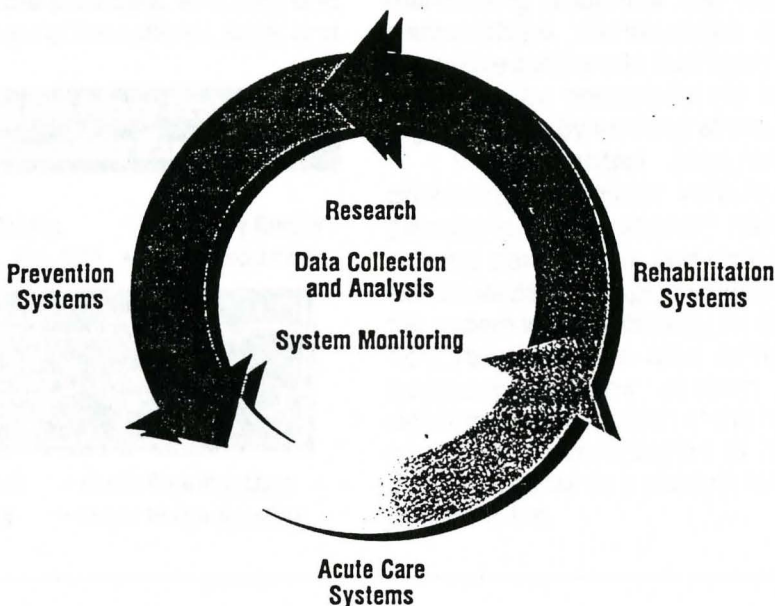 Research
Data Collection
and Analysis
System Monitoring
Prevention
Systems
Rehabilitation
Systems
Acute Care
Systems